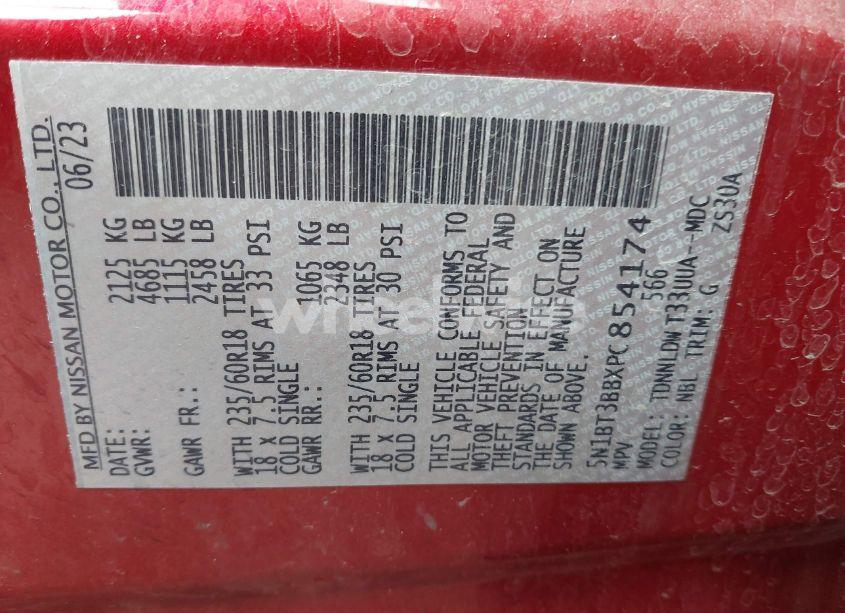 MFD BY NISSAN MOTOR CO., LTD.
DATE: 06/23
GVWR: 2125 KG
4685 LB
GAWR FR.: 1115 KG
2458 LB
WITH 235/60R18 TIRES
18 X 7.5 RIMS AT 33 PSI
COLD SINGLE
GAWR RR.: 1065 KG
2348 LB
WITH 235/60R18 TIRES
18 X 7.5 RIMS AT 30 PSI
COLD SINGLE
THIS VEHICLE CONFORMS TO
ALL APPLICABLE FEDERAL
MOTOR VEHICLE SAFETY AND
THEFT PREVENTION
STANDARDS IN EFFECT ON
THE DATE OF MANUFACTURE
SHOWN ABOVE.
5N1BT3BBXPC854174
MPV 566
MODEL: TDNNLDWT33UUA--MDC
COLOR: NBL TRIM: G ZS30A